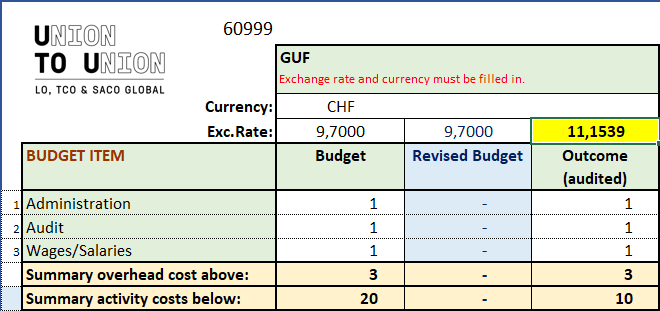 UNION
TO UNION
LO, TCO & SACO GLOBAL
60999
GUF
Exchange rate and currency must be filled in.
Currency: CHF
Exc.Rate: 9,7000 9,7000 11,1539
BUDGET ITEM Budget Revised Budget Outcome
(audited)
1 Administration 1 - 1
2 Audit 1 - 1
3 Wages/Salaries 1 - 1
Summary overhead cost above: 3 - 3
Summary activity costs below: 20 - 10